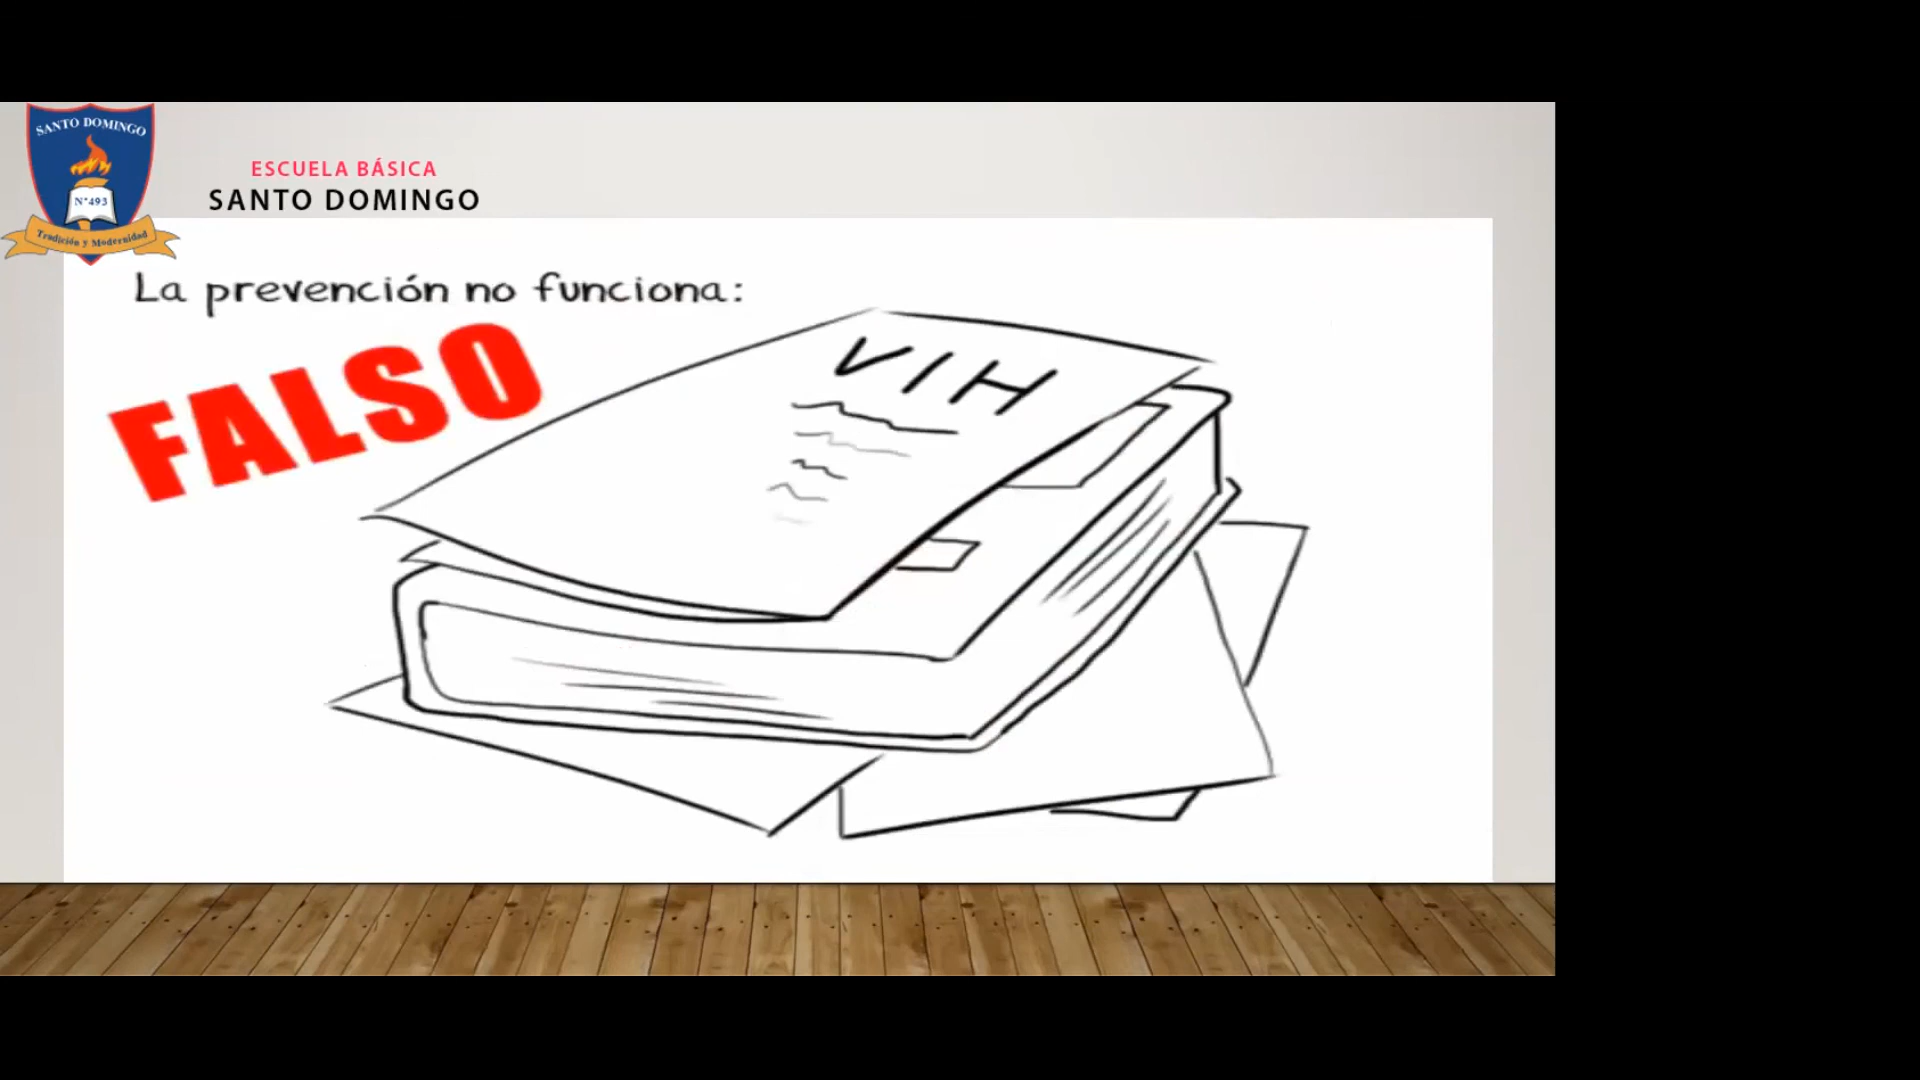 SANTO DOMINGO
N°493
Tradición y Modernidad
ESCUELA BÁSICA
SANTO DOMINGO
La prevención no funciona:
FALSO
VIH